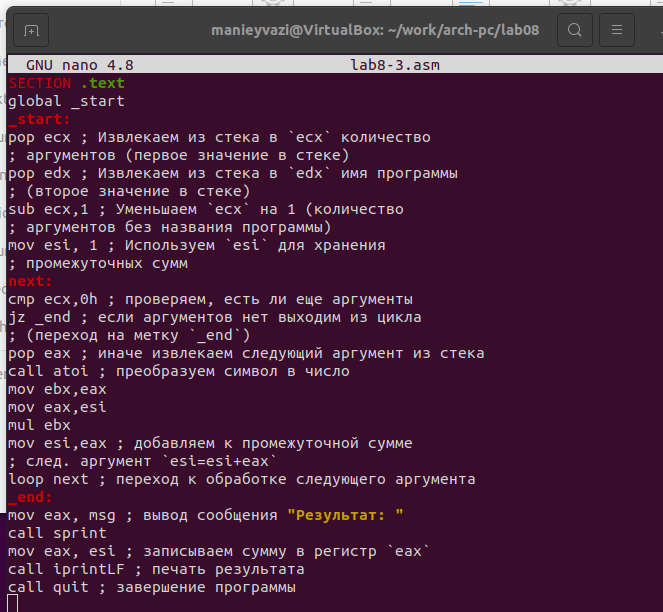 manieyvazi@VirtualBox: ~/work/arch-pc/lab08
GNU nano 4.8 lab8-3.asm
SECTION .text
global _start
_start:
pop ecx ; Извлекаем из стека в `ecx` количество
; аргументов (первое значение в стеке)
pop edx ; Извлекаем из стека в `edx` имя программы
; (второе значение в стеке)
sub ecx,1 ; Уменьшаем `ecx` на 1 (количество
; аргументов без названия программы)
mov esi, 1 ; Используем `esi` для хранения
; промежуточных сумм
next:
cmp ecx,0h ; проверяем, есть ли еще аргументы
jz _end ; если аргументов нет выходим из цикла
; (переход на метку `_end`)
pop eax ; иначе извлекаем следующий аргумент из стека
call atoi ; преобразуем символ в число
mov ebx,eax
mov eax,esi
mul ebx
mov esi,eax ; добавляем к промежуточной сумме
; след. аргумент `esi=esi+eax`
loop next ; переход к обработке следующего аргумента
_end:
mov eax, msg ; вывод сообщения "Результат: "
call sprint
mov eax, esi ; записываем сумму в регистр `eax`
call iprintLF ; печать результата
call quit ; завершение программы